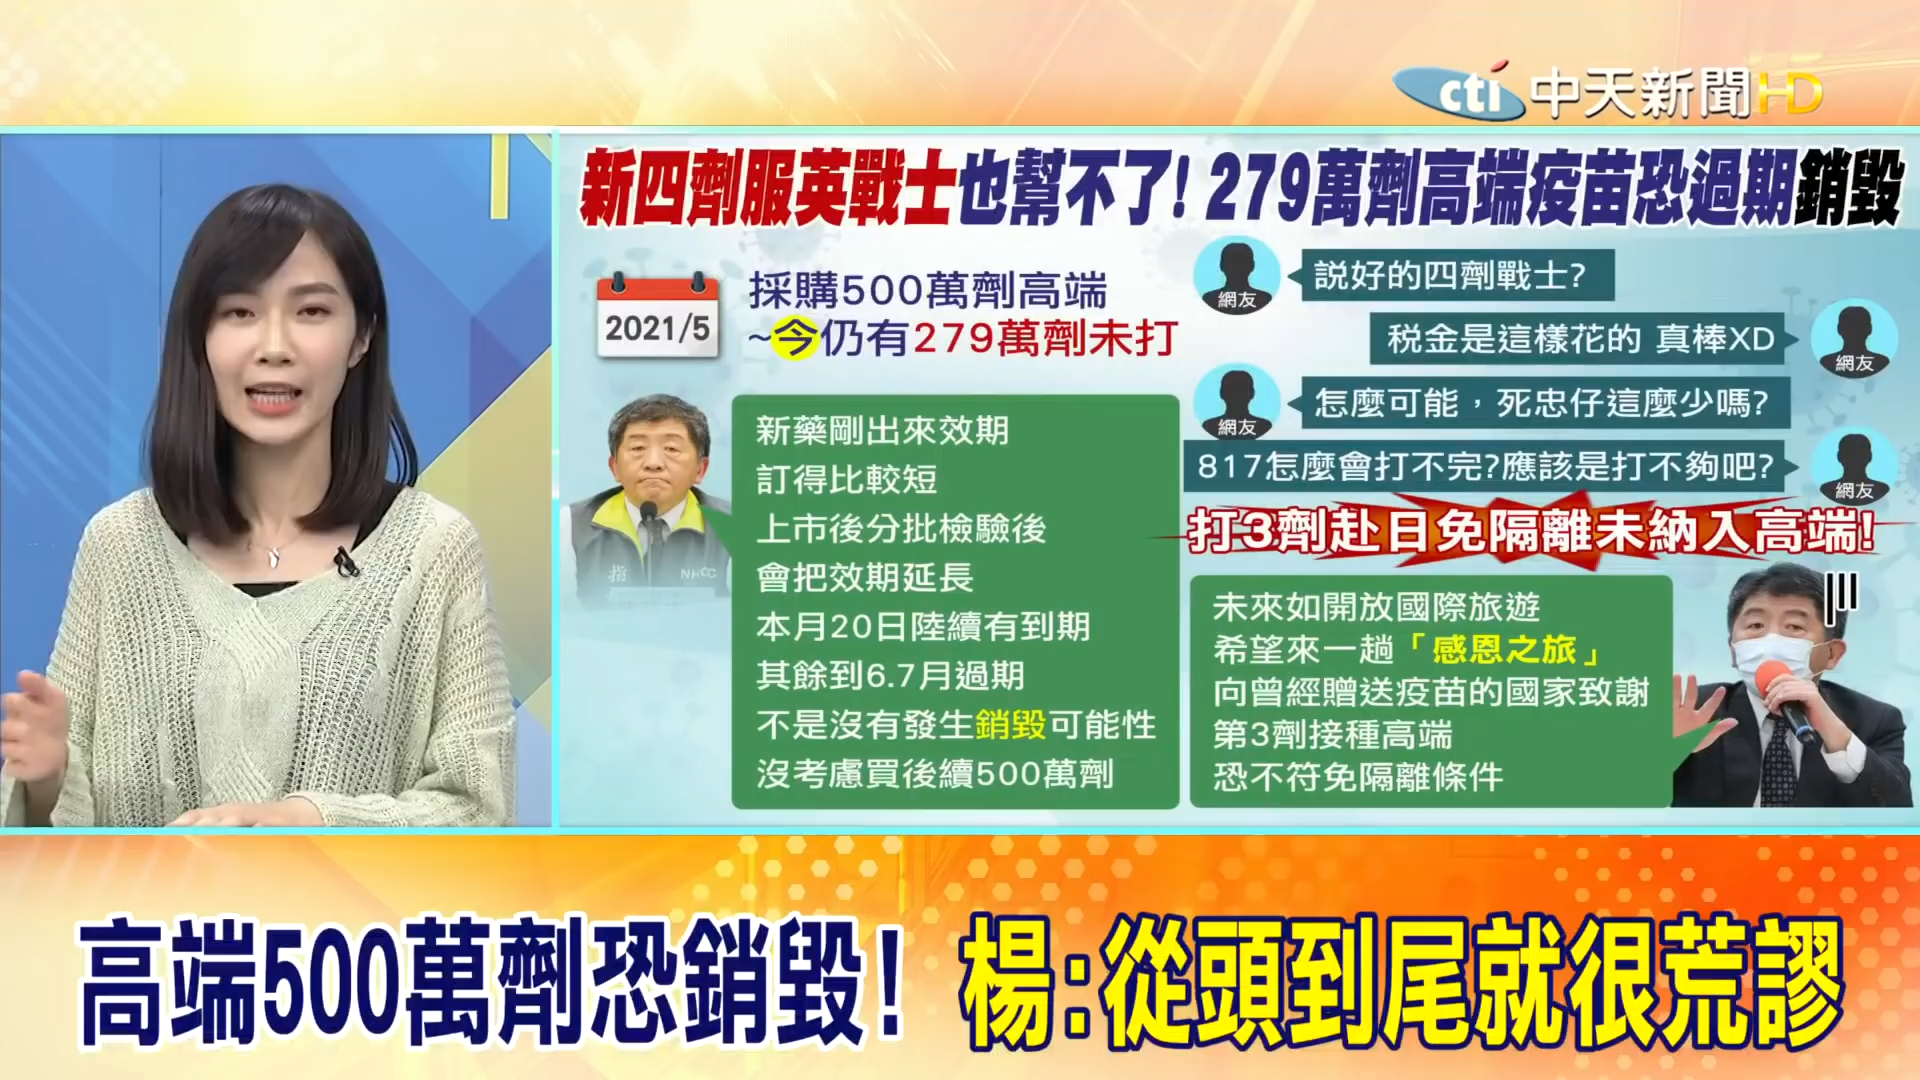 cti 中天新聞HD
新四劑服英戰士也幫不了!279萬劑高端疫苗恐過期銷毀
2021/5
採購500萬劑高端
~今仍有279萬劑未打
新藥剛出來效期
訂得比較短
上市後分批檢驗後
會把效期延長
本月20日陸續有到期
其餘到6.7月過期
不是沒有發生銷毀可能性
沒考慮買後續500萬劑
指
網友
說好的四劑戰士?
稅金是這樣花的 真棒XD
網友
網友
怎麼可能,死忠仔這麼少嗎?
817怎麼會打不完?應該是打不夠吧?
網友
打3劑赴日免隔離未納入高端!
未來如開放國際旅遊
希望來一趟「感恩之旅」
向曾經贈送疫苗的國家致謝
第3劑接種高端
恐不符免隔離條件
高端500萬劑恐銷毀! 楊:從頭到尾就很荒謬